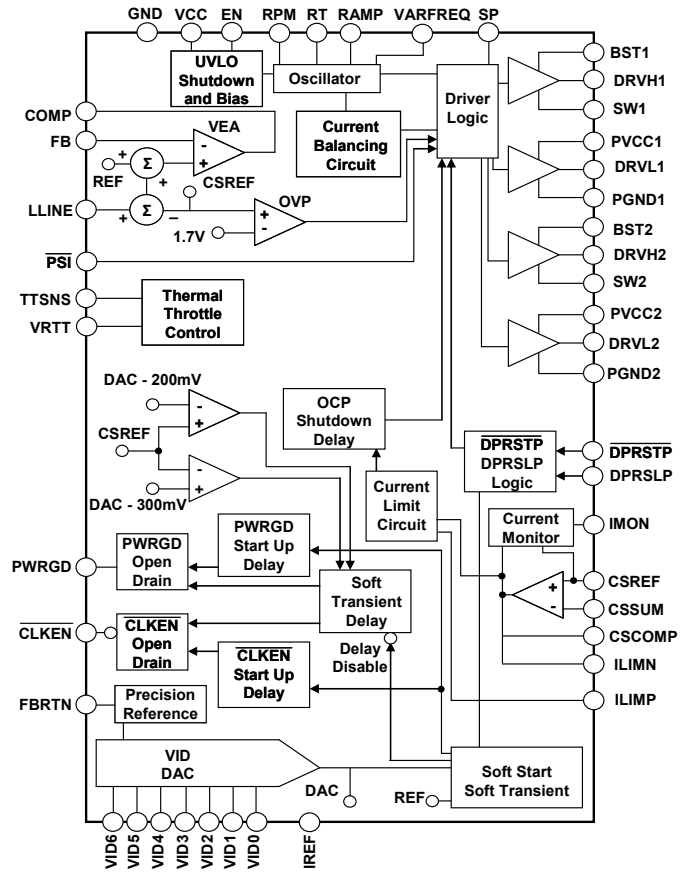 GND
VCC
EN
RPM
RT
RAMP
VARFREQ
SP
UVLO
Shutdown
and Bias
Oscillator
Driver
Logic
BST1
DRVH1
SW1
COMP
FB
VEA
-
+
Current
Balancing
Circuit
REF
+
Σ
+
CSREF
LLINE
+
Σ
−
OVP
+
-
1.7V
PVCC1
DRVL1
PGND1
BST2
DRVH2
SW2
PSI
TTSNS
VRTT
Thermal
Throttle
Control
PVCC2
DRVL2
PGND2
DAC - 200mV
-
+
CSREF
-
+
DAC - 300mV
OCP
Shutdown
Delay
DPRSTP
DPRSLP
Logic
DPRSTP
DPRSLP
Current
Limit
Circuit
Current
Monitor
IMON
PWRGD
PWRGD
Open
Drain
PWRGD
Start Up
Delay
Soft
Transient
Delay
+
-
CSREF
CSSUM
CSCOMP
ILIMN
ILIMP
CLKEN
CLKEN
Open
Drain
CLKEN
Start Up
Delay
Delay
Disable
FBRTN
Precision
Reference
VID
DAC
DAC
REF
Soft Start
Soft Transient
VID6
VID5
VID4
VID3
VID2
VID1
VID0
IREF